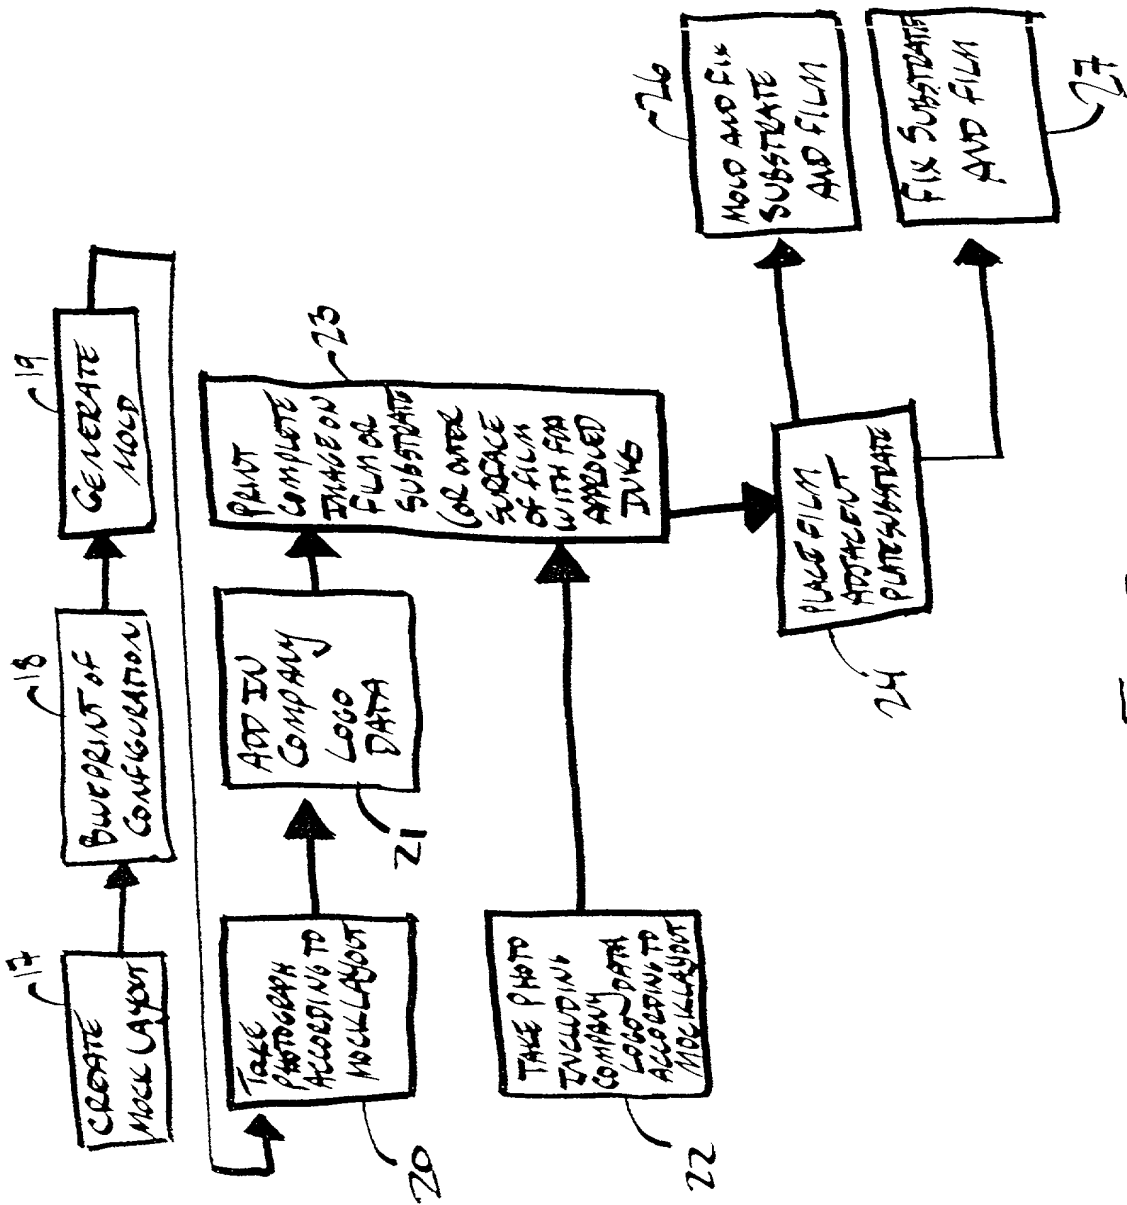 17
CREATE
MOCK LAYOUT
18
BLUEPRINT OF
CONFIGURATION
19
GENERATE
MOLD
TAKE
PHOTOGRAPH
ACCORDING TO
MOCK LAYOUT
20
ADD IN
COMPANY
LOGO
DATA
21
TAKE PHOTO
INCLUDING
COMPANY
LOGO DATA
ACCORDING TO
MOCK LAYOUT
22
PRINT
COMPLETE
IMAGE ON
FILM OR
SUBSTRATE
(OR OUTER
SURFACE
OF FILM
WITH FDA
APPROVED
INKS
23
PLACE FILM
ADJACENT
PLATE SUBSTRATE
24
26
MOLD AND FIX
SUBSTRATE
AND FILM
FIX SUBSTRATE
AND FILM
27